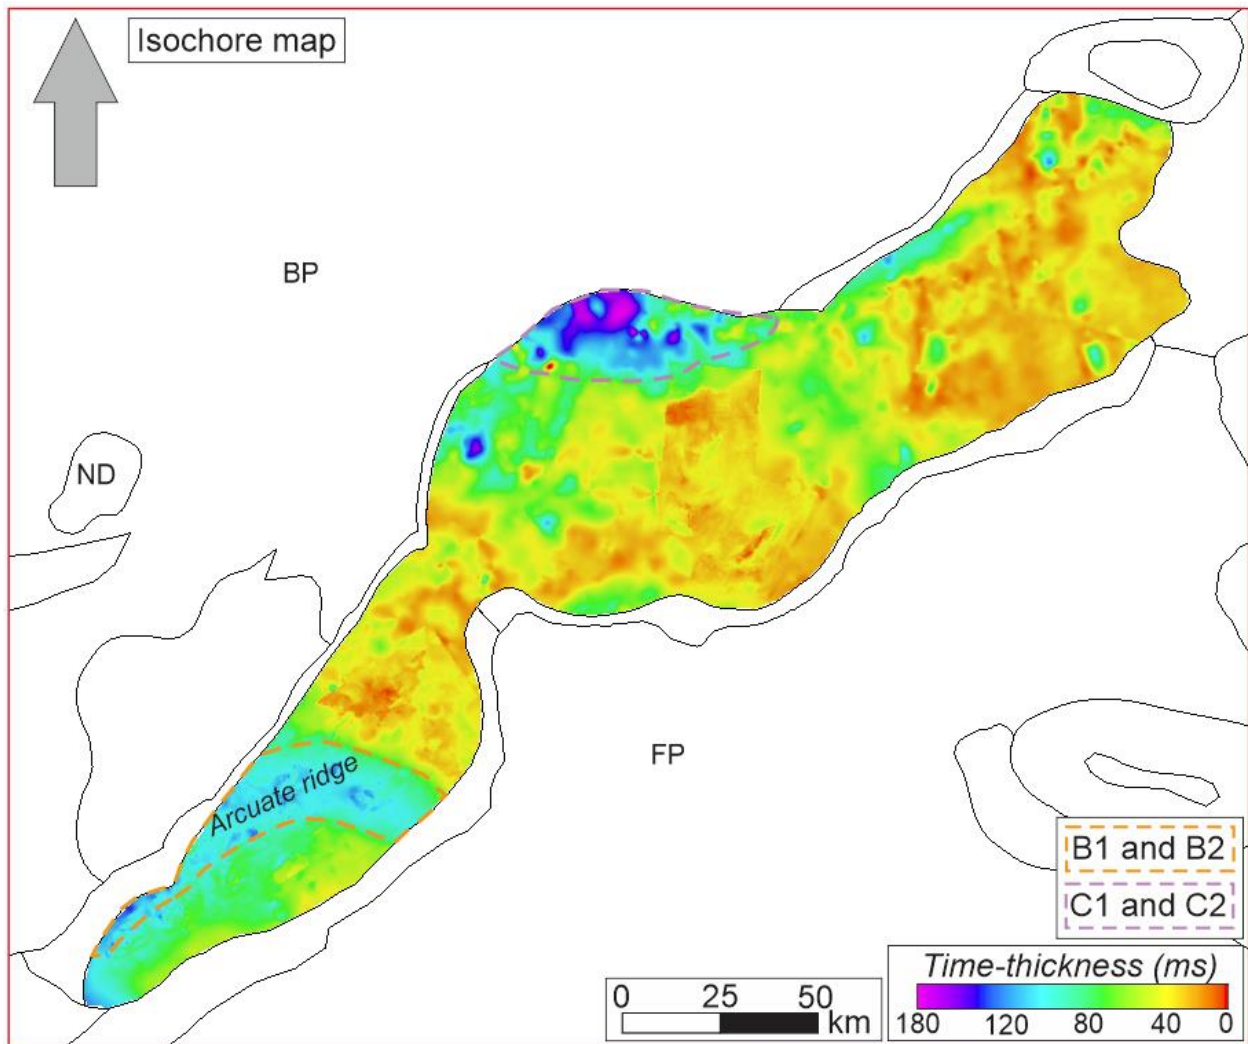 Isochore map
BP
ND
FP
Arcuate ridge
B1 and B2
C1 and C2
Time-thickness (ms)
180 120 80 40 0
0 25 50
km